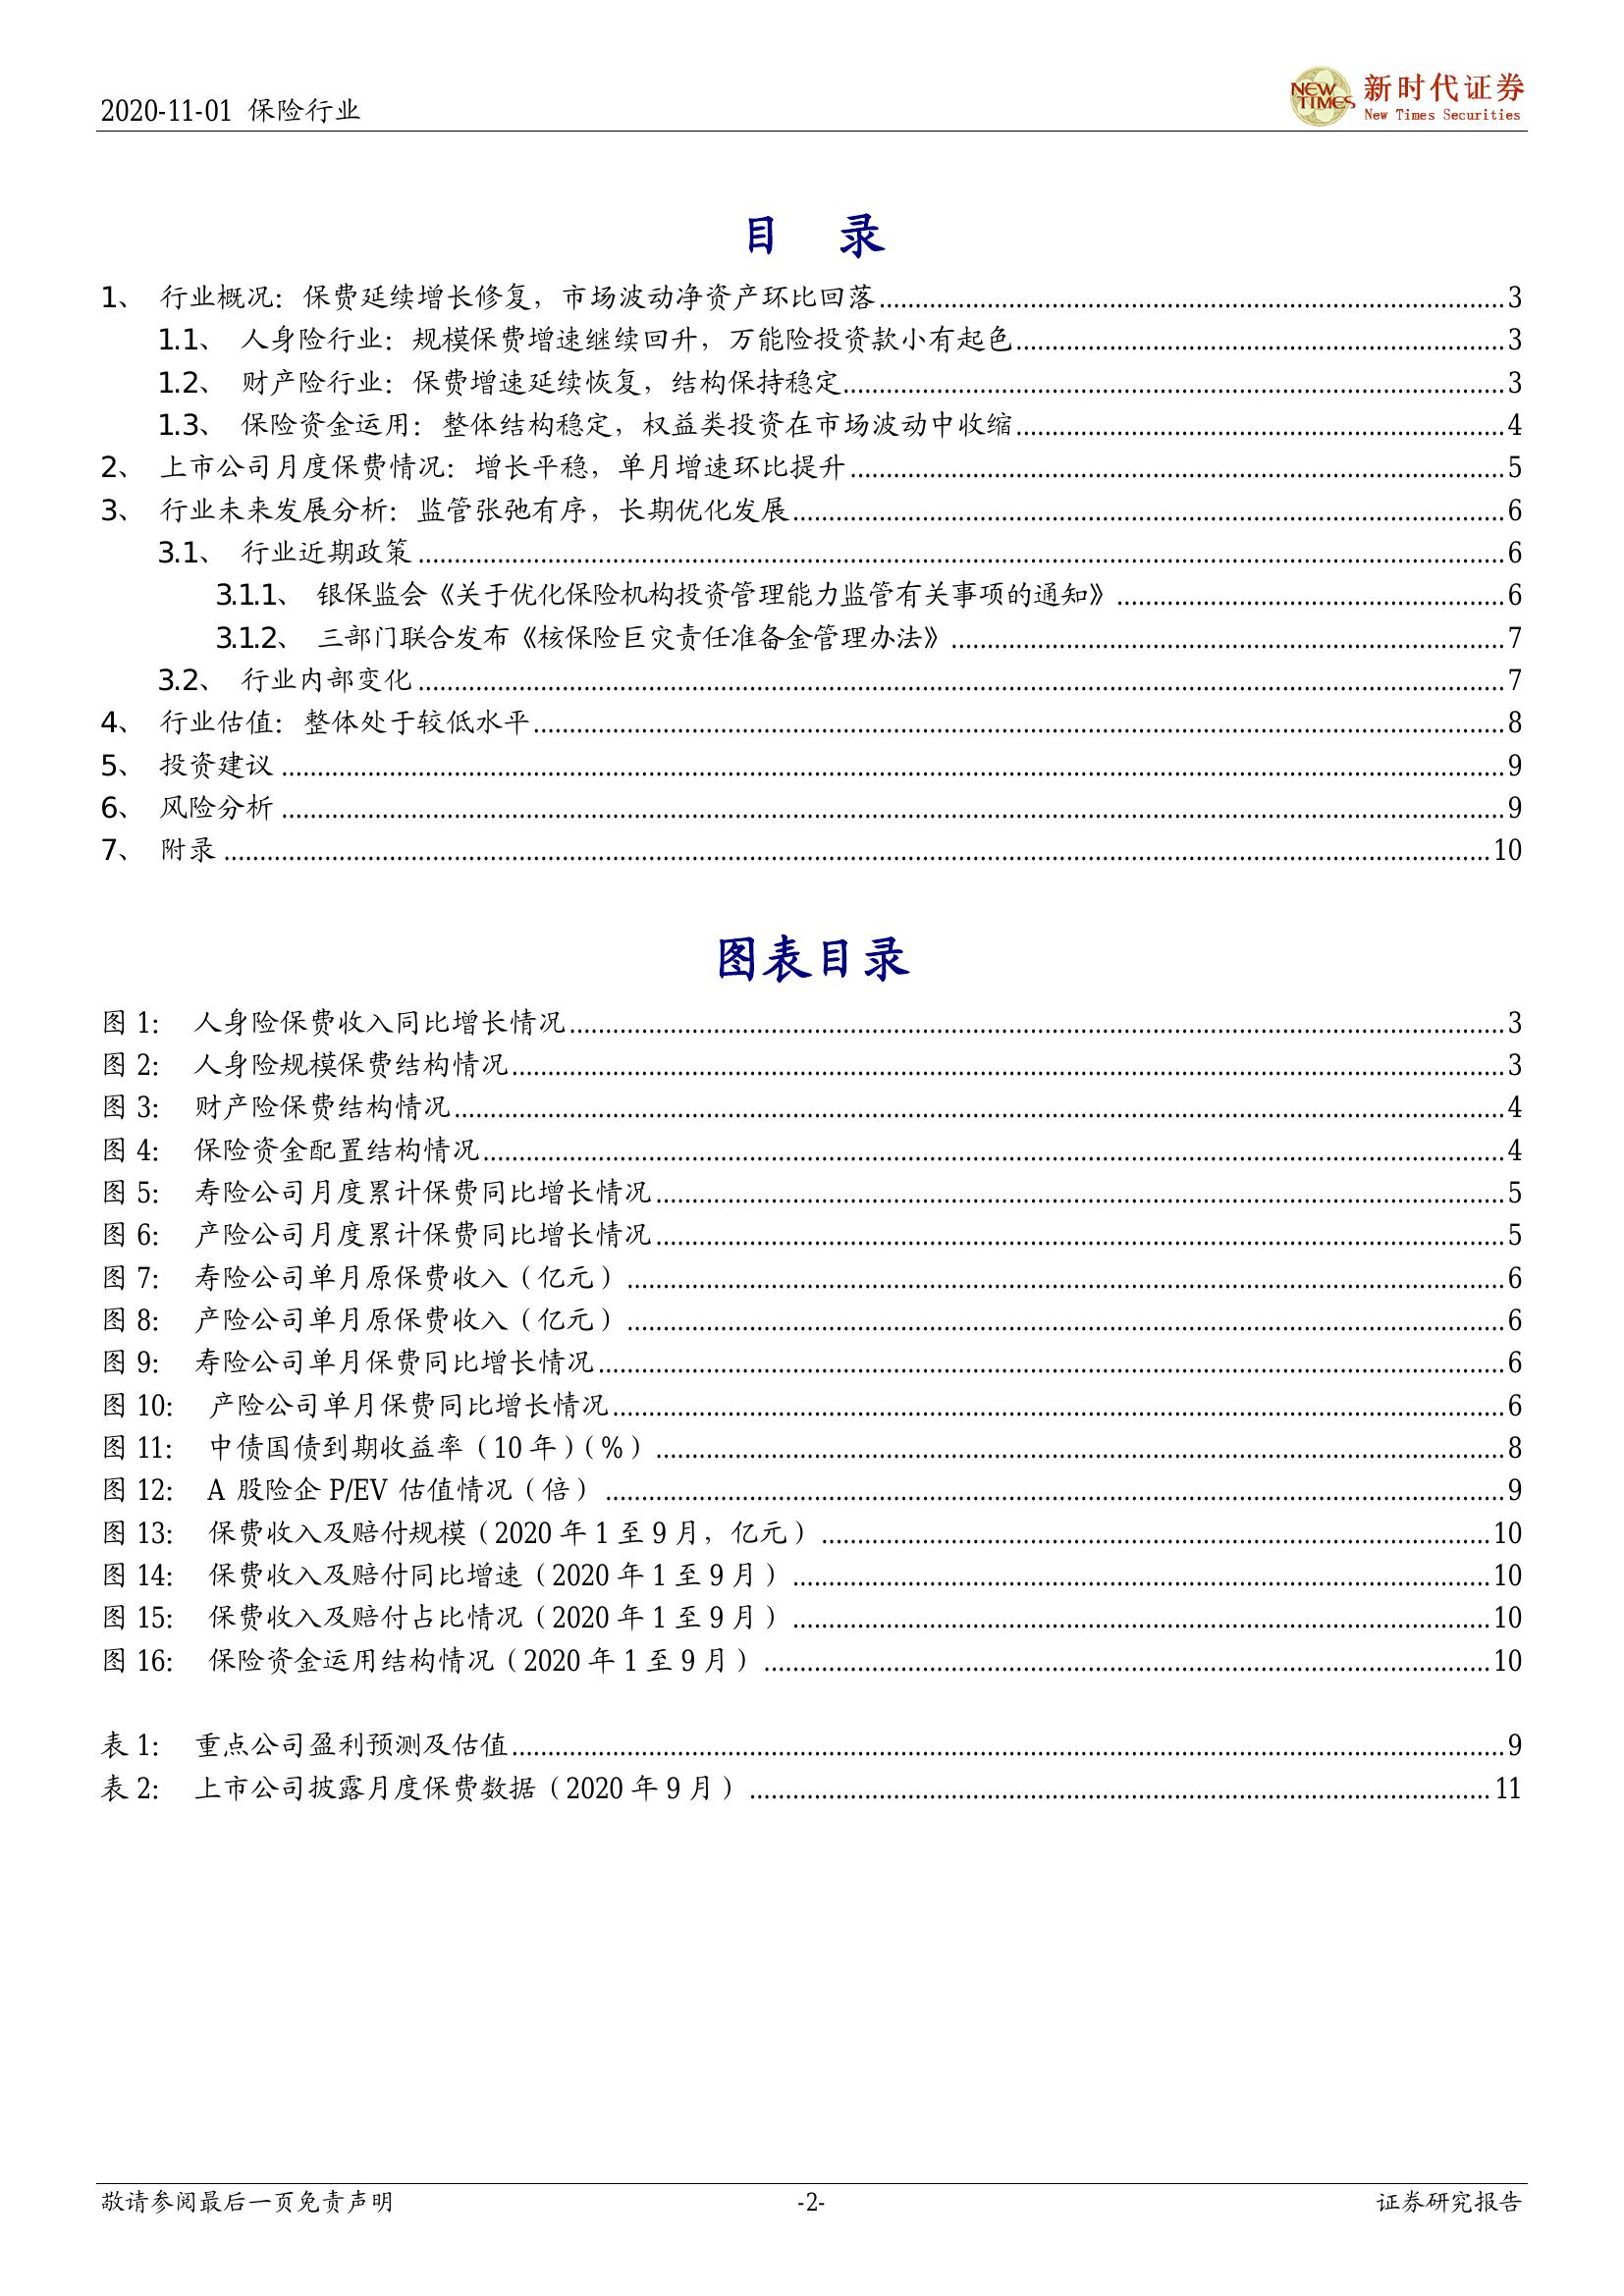 2020-11-01 保险行业
NEW TIMES 新时代证券
New Times Securities
目 录
1、 行业概况：保费延续增长修复，市场波动净资产环比回落 3
1.1、 人身险行业：规模保费增速继续回升，万能险投资款小有起色 3
1.2、 财产险行业：保费增速延续恢复，结构保持稳定 3
1.3、 保险资金运用：整体结构稳定，权益类投资在市场波动中收缩 4
2、 上市公司月度保费情况：增长平稳，单月增速环比提升 5
3、 行业未来发展分析：监管张弛有序，长期优化发展 6
3.1、 行业近期政策 6
3.1.1、 银保监会《关于优化保险机构投资管理能力监管有关事项的通知》 6
3.1.2、 三部门联合发布《核保险巨灾责任准备金管理办法》 7
3.2、 行业内部变化 7
4、 行业估值：整体处于较低水平 8
5、 投资建议 9
6、 风险分析 9
7、 附录 10
图表目录
图 1： 人身险保费收入同比增长情况 3
图 2： 人身险规模保费结构情况 3
图 3： 财产险保费结构情况 4
图 4： 保险资金配置结构情况 4
图 5： 寿险公司月度累计保费同比增长情况 5
图 6： 产险公司月度累计保费同比增长情况 5
图 7： 寿险公司单月原保费收入（亿元） 6
图 8： 产险公司单月原保费收入（亿元） 6
图 9： 寿险公司单月保费同比增长情况 6
图 10： 产险公司单月保费同比增长情况 6
图 11： 中债国债到期收益率（10 年）（%） 8
图 12： A 股险企 P/EV 估值情况（倍） 9
图 13： 保费收入及赔付规模（2020 年 1 至 9 月，亿元） 10
图 14： 保费收入及赔付同比增速（2020 年 1 至 9 月） 10
图 15： 保费收入及赔付占比情况（2020 年 1 至 9 月） 10
图 16： 保险资金运用结构情况（2020 年 1 至 9 月） 10
表 1： 重点公司盈利预测及估值 9
表 2： 上市公司披露月度保费数据（2020 年 9 月） 11
敬请参阅最后一页免责声明 -2- 证券研究报告